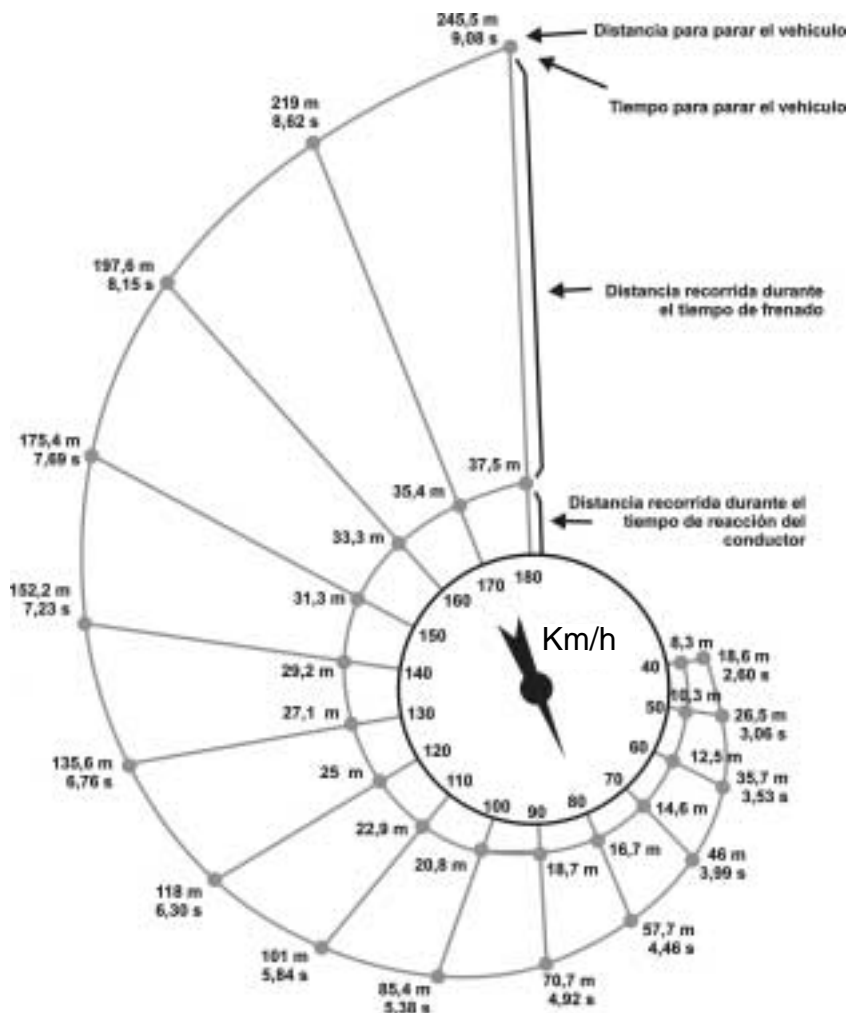 245,5 m
9,08 s
Distancia para parar el vehículo
Tiempo para parar el vehículo
219 m
8,62 s
197,6 m
8,15 s
Distancia recorrida durante
el tiempo de frenado
175,4 m
7,69 s
37,5 m
35,4 m
Distancia recorrida durante el
tiempo de reacción del
conductor
33,3 m
180
170
160
152,2 m
7,23 s
31,3 m
150
Km/h
8,3 m
18,6 m
2,60 s
40
29,2 m
140
10,3 m
50
26,5 m
3,06 s
27,1 m
130
12,5 m
60
35,7 m
3,53 s
135,6 m
6,76 s
25 m
120
110
100
90
80
70
14,6 m
22,9 m
20,8 m
18,7 m
16,7 m
46 m
3,99 s
118 m
6,30 s
57,7 m
4,46 s
101 m
5,84 s
85,4 m
5,38 s
70,7 m
4,92 s